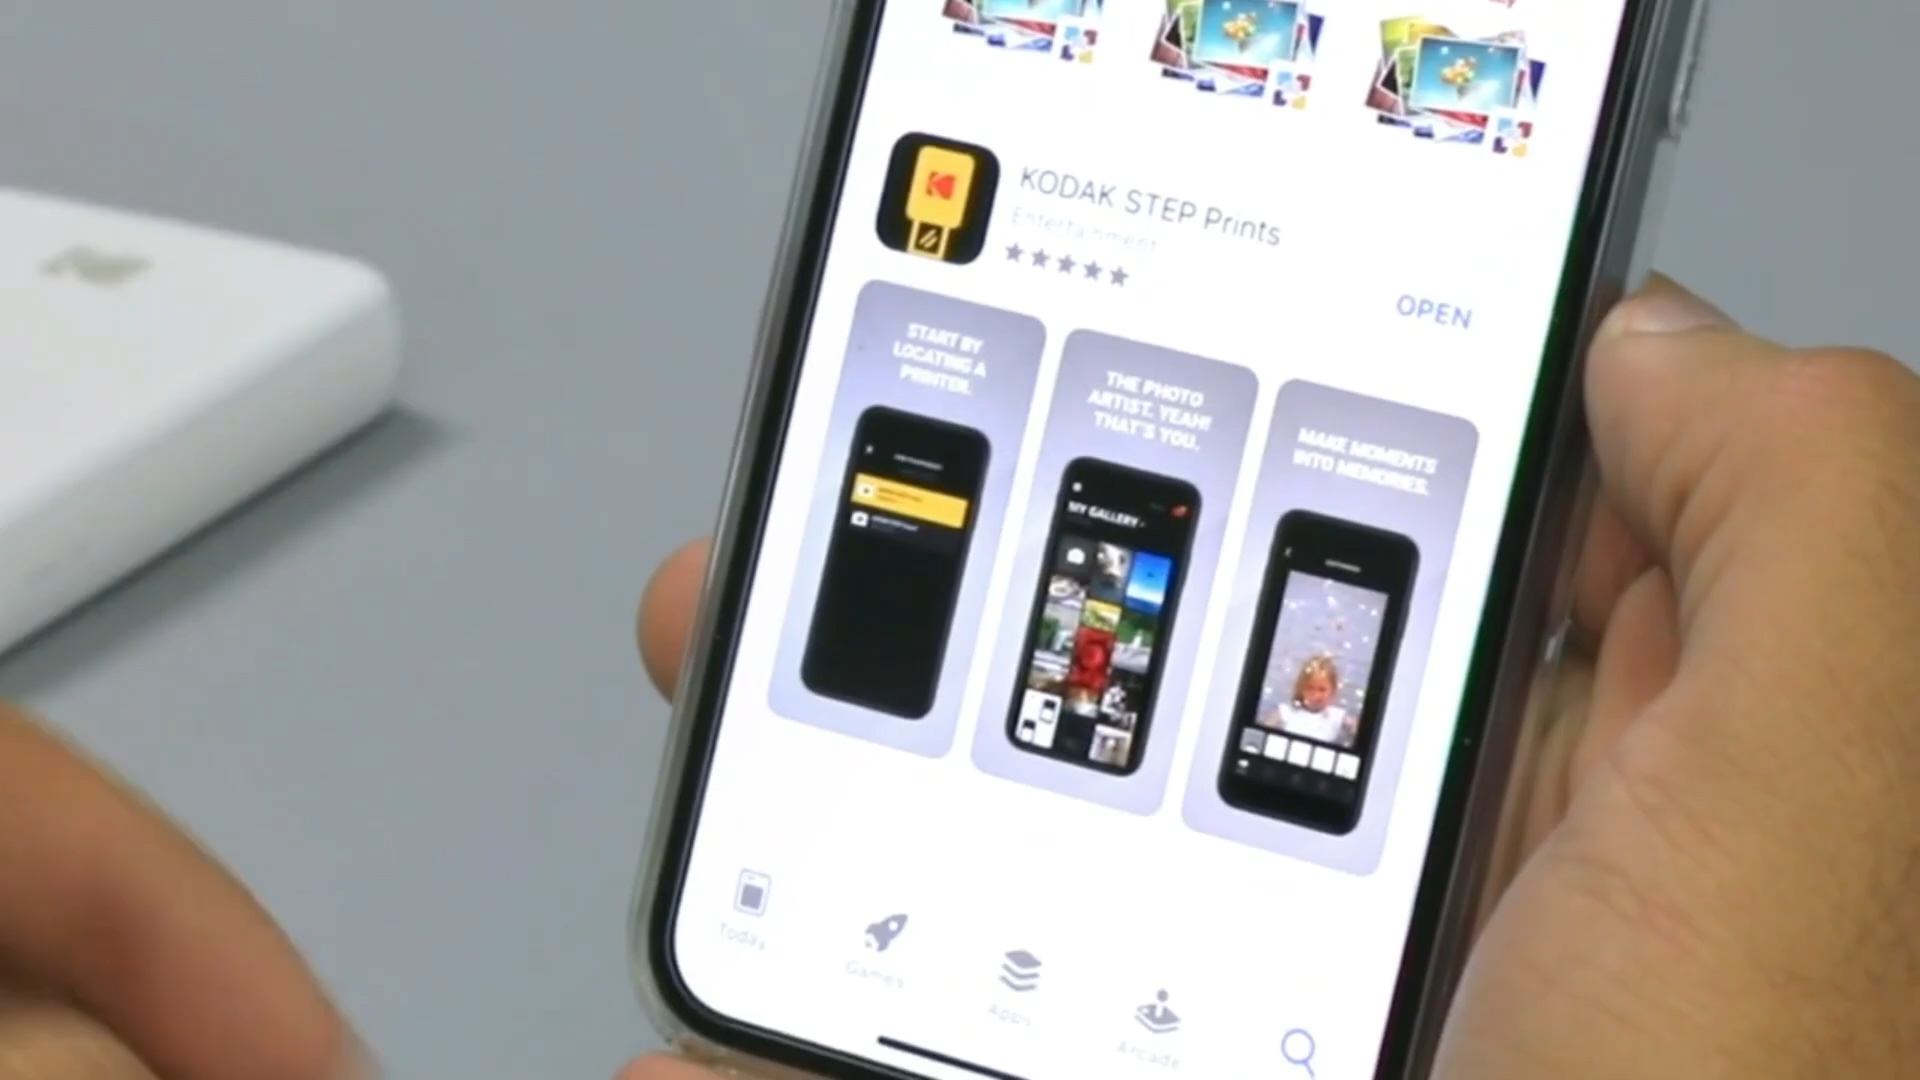 KODAK STEP Prints
Entertainment
OPEN
START BY
LOCATING A
PRINTER.
THE PHOTO
ARTIST. YEAH!
THAT'S YOU.
MY GALLERY
MAKE MOMENTS
INTO MEMORIES.
Today
Games
Apps
Arcade